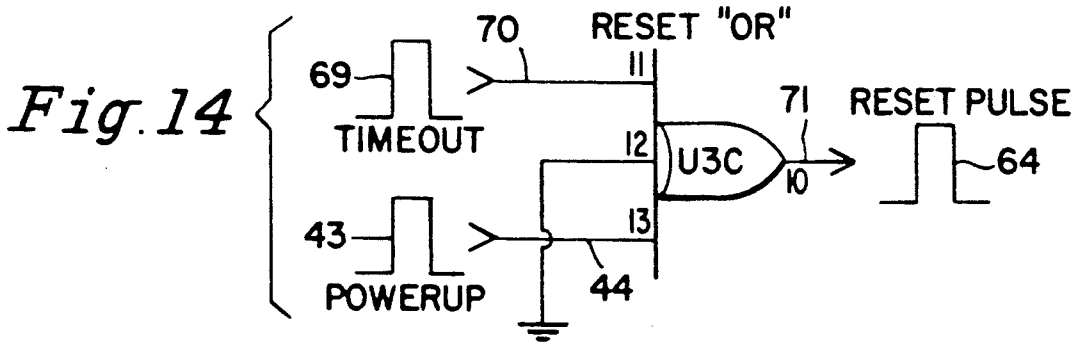 Fig. 14
RESET "OR"
70
11
69
TIMEOUT
12
U3C
10
71
RESET PULSE
64
43
13
44
POWERUP